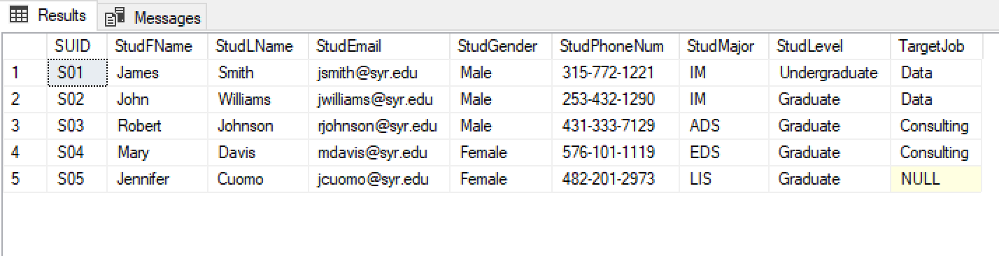 Results Messages
SUID StudFName StudLName StudEmail StudGender StudPhoneNum StudMajor StudLevel TargetJob
1 S01 James Smith jsmith@syr.edu Male 315-772-1221 IM Undergraduate Data
2 S02 John Williams jwilliams@syr.edu Male 253-432-1290 IM Graduate Data
3 S03 Robert Johnson rjohnson@syr.edu Male 431-333-7129 ADS Graduate Consulting
4 S04 Mary Davis mdavis@syr.edu Female 576-101-1119 EDS Graduate Consulting
5 S05 Jennifer Cuomo jcuomo@syr.edu Female 482-201-2973 LIS Graduate NULL